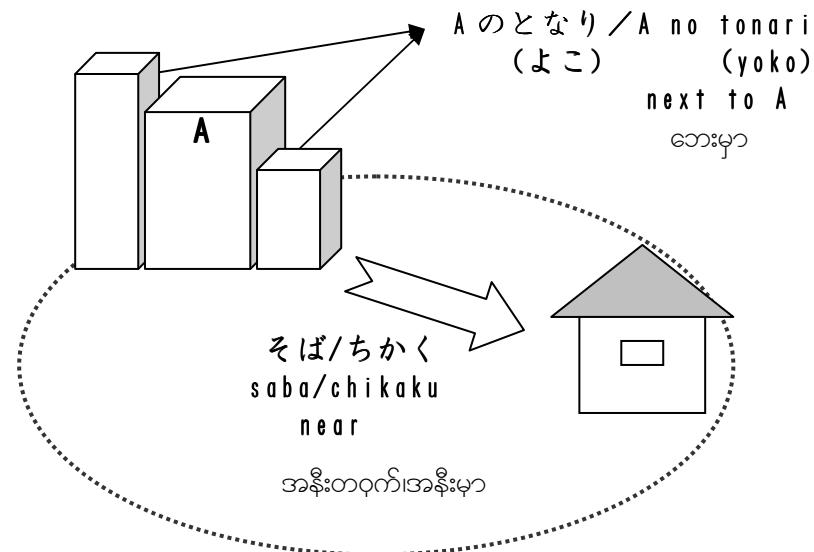 Aのとなり／A no tonari
(よこ) (yoko)
next to A
ဘေးမှာ
A
そば/ちかく
saba/chikaku
near
အနီးတဝှက်၊အနီးမှာ